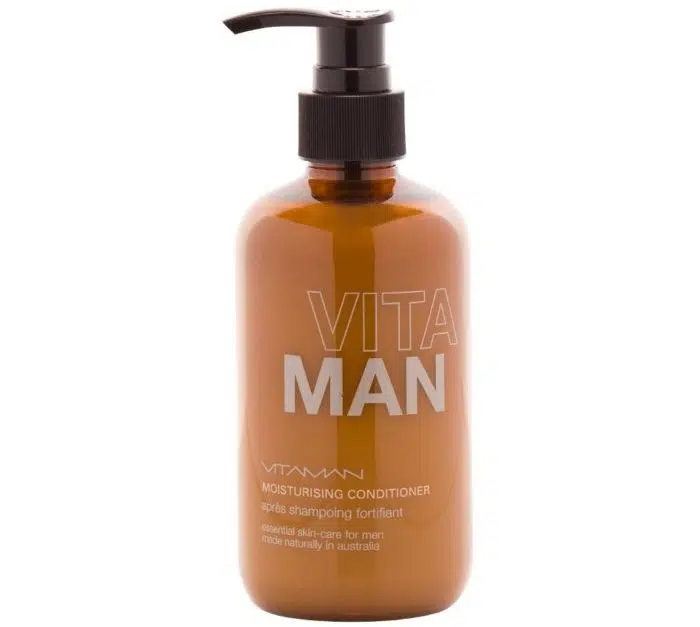 VITA
MAN
VITAMAN
MOISTURISING CONDITIONER
après shampoing fortifiant
essential skin-care for men
made naturally in australia